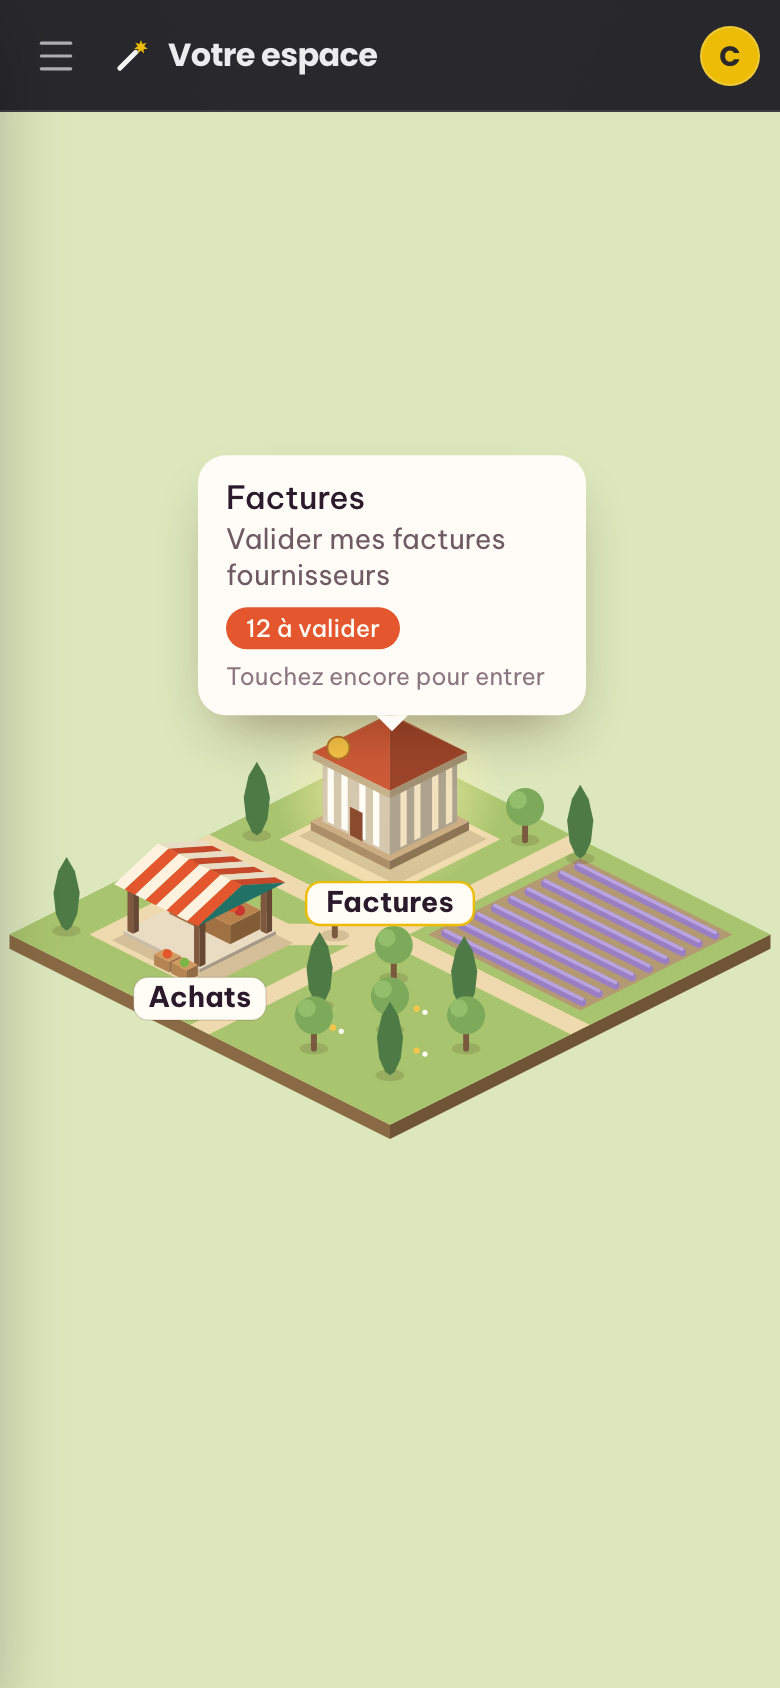 Votre espace
C
Factures
Valider mes factures
fournisseurs
12 à valider
Touchez encore pour entrer
Factures
Achats